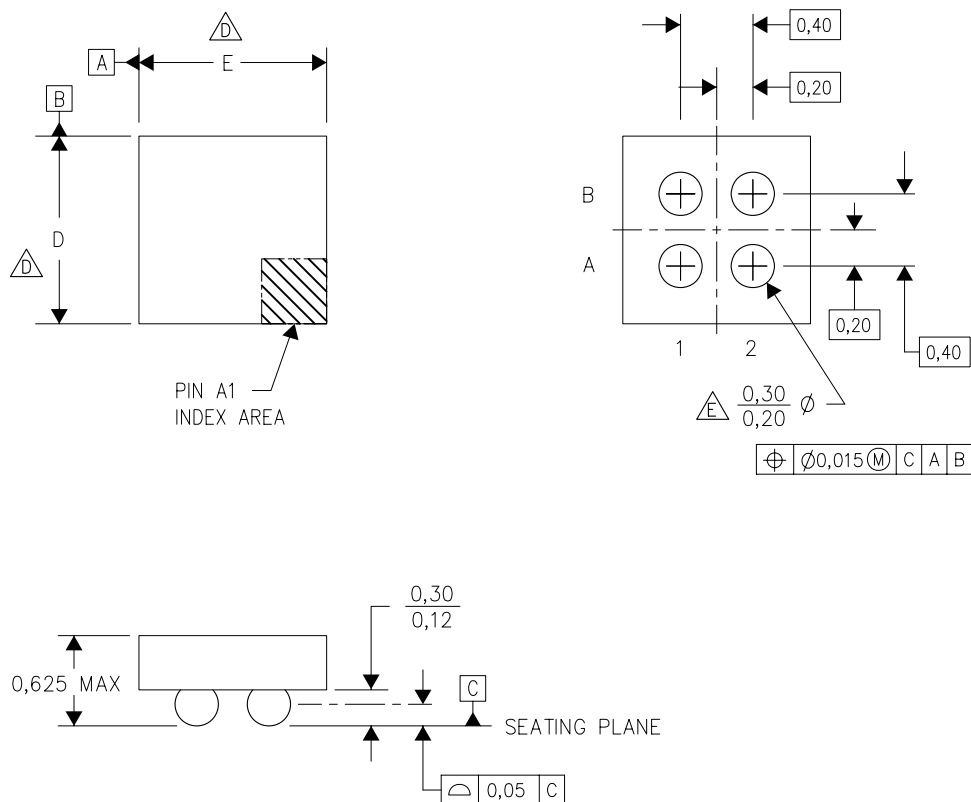 D
A
E
B
D
D
PIN A1
INDEX AREA
0,40
0,20
B
A
1 2
0,20
0,40
E 0,30 Ø
0,20
⌖ Ø0,015 Ⓜ C A B
0,30
0,12
0,625 MAX
C
SEATING PLANE
⌓ 0,05 C